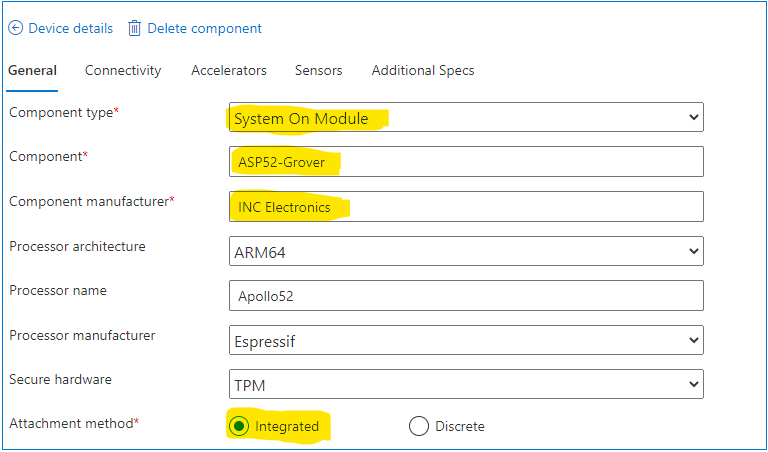 Device details Delete component
General Connectivity Accelerators Sensors Additional Specs
Component type* System On Module
Component* ASP52-Grover
Component manufacturer* INC Electronics
Processor architecture ARM64
Processor name Apollo52
Processor manufacturer Espressif
Secure hardware TPM
Attachment method* Integrated Discrete